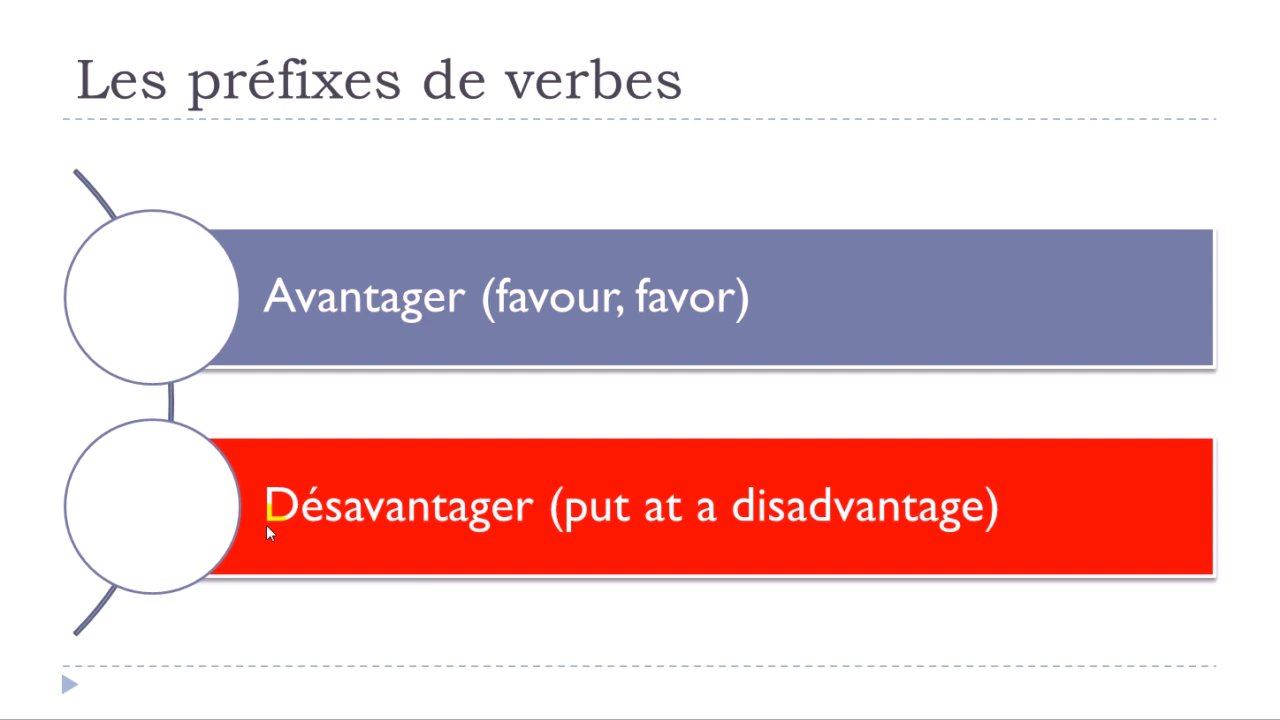 Les préfixes de verbes
Avantager (favour, favor)
Désavantager (put at a disadvantage)